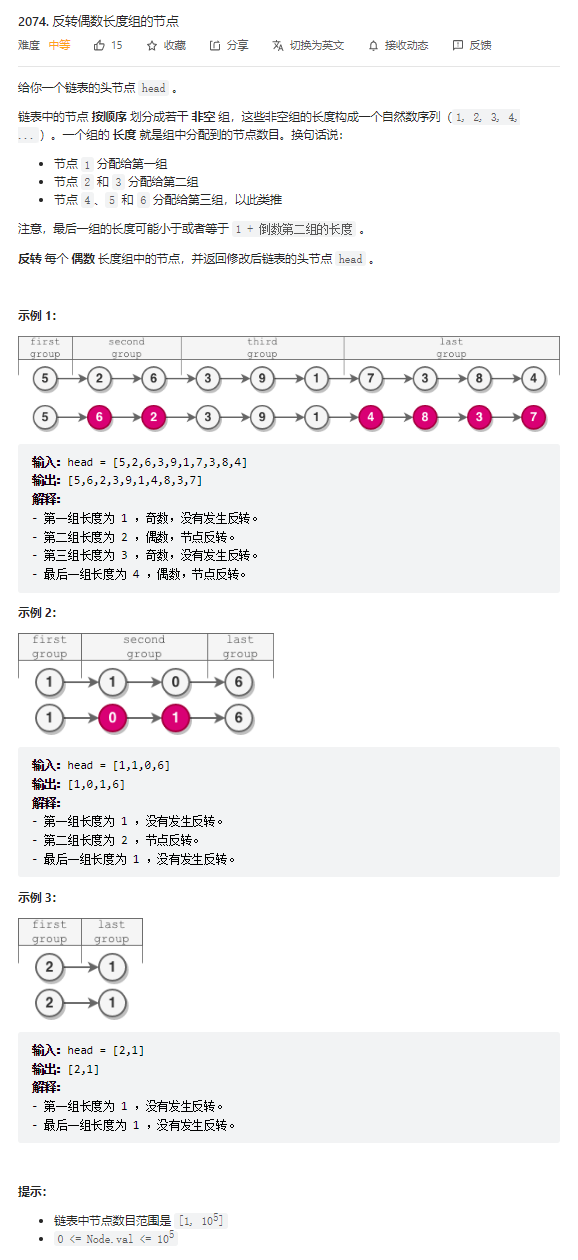 2074. 反转偶数长度组的节点
难度 中等 15 收藏 分享 切换为英文 接收动态 反馈
给你一个链表的头节点 head 。
链表中的节点 按顺序 划分成若干 非空 组，这些非空组的长度构成一个自然数序列（ 1, 2, 3, 4,
... ）。一个组的 长度 就是组中分配到的节点数目。换句话说：
节点 1 分配给第一组
节点 2 和 3 分配给第二组
节点 4、5 和 6 分配给第三组，以此类推
注意，最后一组的长度可能小于或者等于 1 + 倒数第二组的长度 。
反转 每个 偶数 长度组中的节点，并返回修改后链表的头节点 head 。
示例 1：
first second third last
group group group group
5 2 6 3 9 1 7 3 8 4
5 6 2 3 9 1 4 8 3 7
输入：head = [5,2,6,3,9,1,7,3,8,4]
输出：[5,6,2,3,9,1,4,8,3,7]
解释：
- 第一组长度为 1 ，奇数，没有发生反转。
- 第二组长度为 2 ，偶数，节点反转。
- 第三组长度为 3 ，奇数，没有发生反转。
- 最后一组长度为 4 ，偶数，节点反转。
示例 2：
first second last
group group group
1 1 0 6
1 0 1 6
输入：head = [1,1,0,6]
输出：[1,0,1,6]
解释：
- 第一组长度为 1 ，没有发生反转。
- 第二组长度为 2 ，节点反转。
- 最后一组长度为 1 ，没有发生反转。
示例 3：
first last
group group
2 1
2 1
输入：head = [2,1]
输出：[2,1]
解释：
- 第一组长度为 1 ，没有发生反转。
- 最后一组长度为 1 ，没有发生反转。
提示：
链表中节点数目范围是 [1, 10⁵]
0 <= Node.val <= 10⁵